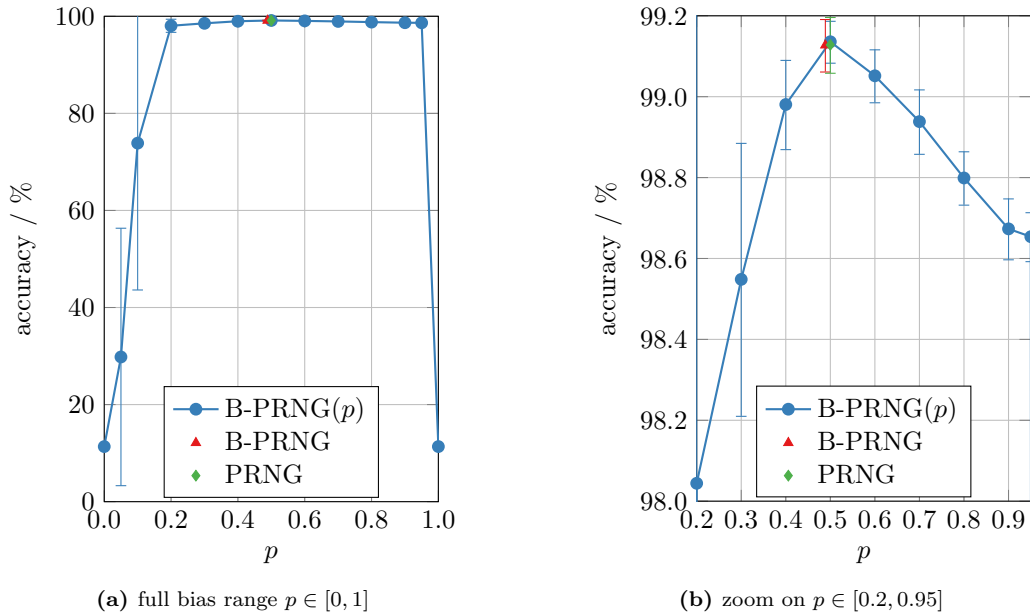 100
80
60
40
20
0
accuracy / %
0.0 0.2 0.4 0.6 0.8 1.0
p
B-PRNG(p)
B-PRNG
PRNG
(a) full bias range p ∈ [0, 1]
99.2
99.0
98.8
98.6
98.4
98.2
98.0
accuracy / %
0.2 0.3 0.4 0.5 0.6 0.7 0.8 0.9
p
B-PRNG(p)
B-PRNG
PRNG
(b) zoom on p ∈ [0.2, 0.95]